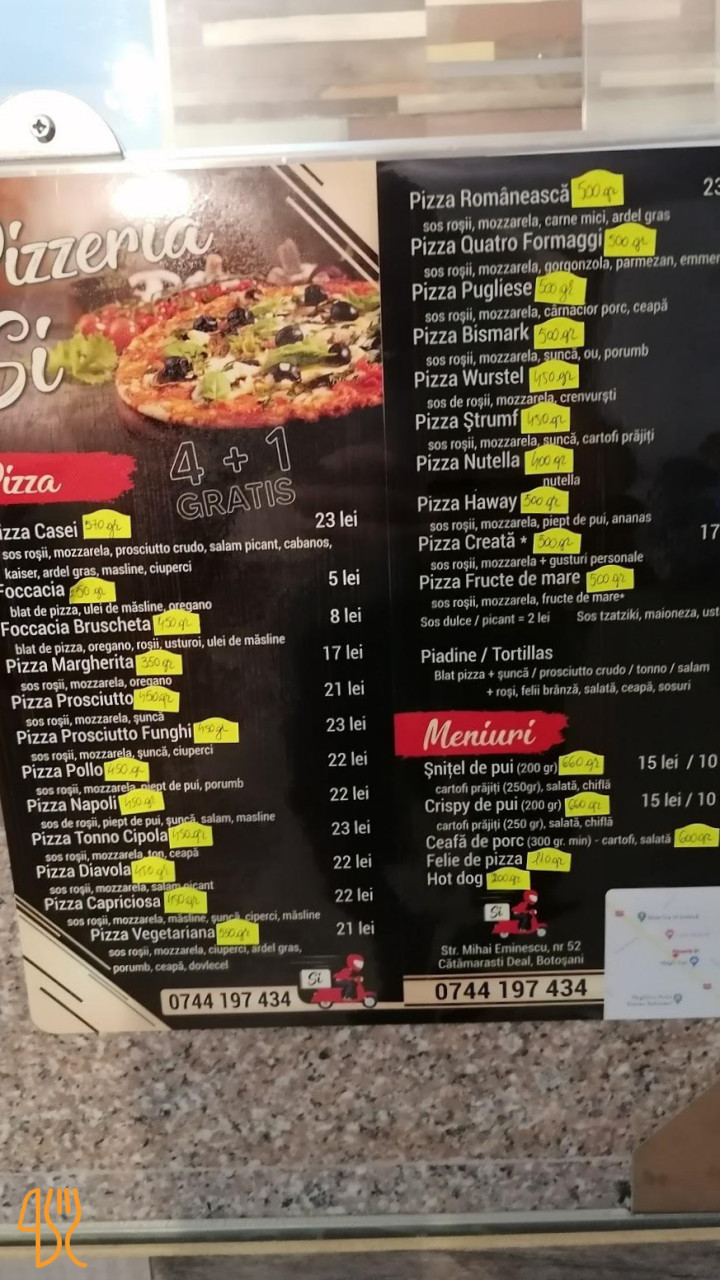 Pizzeria
Si
Pizza
4 + 1
GRATIS
izza Casei 570 gr 23 lei
sos roșii, mozzarela, prosciutto crudo, salam picant, cabanos,
kaiser, ardel gras, masline, ciuperci
Foccacia 5 lei
blat de pizza, ulei de măsline, oregano
Foccacia Bruscheta 450 gr 8 lei
blat de pizza, oregano, roșii, usturoi, ulei de măsline
Pizza Margherita 350 gr 17 lei
sos roșii, mozzarela, oregano
Pizza Prosciutto 450 gr 21 lei
sos roșii, mozzarela, șuncă
Pizza Prosciutto Funghi 450 gr 23 lei
sos roșii, mozzarela, șuncă, ciuperci
Pizza Pollo 450 gr 22 lei
sos roșii, mozzarela, piept de pui, porumb
Pizza Napoli 450 gr 22 lei
sos de roșii, piept de pui, șuncă, salam, masline
Pizza Tonno Cipola 450 gr 23 lei
sos roșii, mozzarela, ton, ceapă
Pizza Diavola 450 gr 22 lei
sos roșii, mozzarela, salam picant
Pizza Capriciosa 450 gr 22 lei
sos roșii, mozzarela, măsline, șuncă, ciperci, măsline
Pizza Vegetariana 550 gr 21 lei
sos roșii, mozzarela, ciuperci, ardel gras,
porumb, ceapă, dovlecel
0744 197 434
Si
Pizza Românească 500 gr 23
sos roșii, mozzarela, carne mici, ardel gras
Pizza Quatro Formaggi 500 gr
sos roșii, mozzarela, gorgonzola, parmezan, emmen
Pizza Pugliese 500 gr
sos roșii, mozzarela, cârnacior porc, ceapă
Pizza Bismark 500 gr
sos roșii, mozzarela, șuncă, ou, porumb
Pizza Wurstel 450 gr
sos de roșii, mozzarela, crenvurști
Pizza Ştrumf 450 gr
sos roșii, mozzarela, șuncă, cartofi prăjiți
Pizza Nutella 400 gr
nutella
Pizza Haway 500 gr
sos roșii, mozzarela, piept de pui, ananas
Pizza Creată * 500 gr 17
sos roșii, mozzarela + gusturi personale
Pizza Fructe de mare 500 gr
sos roșii, mozzarela, fructe de mare*
Sos dulce / picant = 2 lei Sos tzatziki, maioneza, ust
Piadine / Tortillas
Blat pizza + șuncă / prosciutto crudo / tonno / salam
+ roși, felii brânză, salată, ceapă, sosuri
Meniuri
Şnițel de pui (200 gr) 660 gr 15 lei / 10
cartofi prăjiți (250gr), salată, chiflă
Crispy de pui (200 gr) 660 gr 15 lei / 10
cartofi prăjiți (250 gr), salată, chiflă
Ceafă de porc (300 gr. min) - cartofi, salată 600 gr
Felie de pizza 110 gr
Hot dog 200 gr
Si
Str. Mihai Eminescu, nr 52
Cătămarasti Deal, Botoșani
0744 197 434